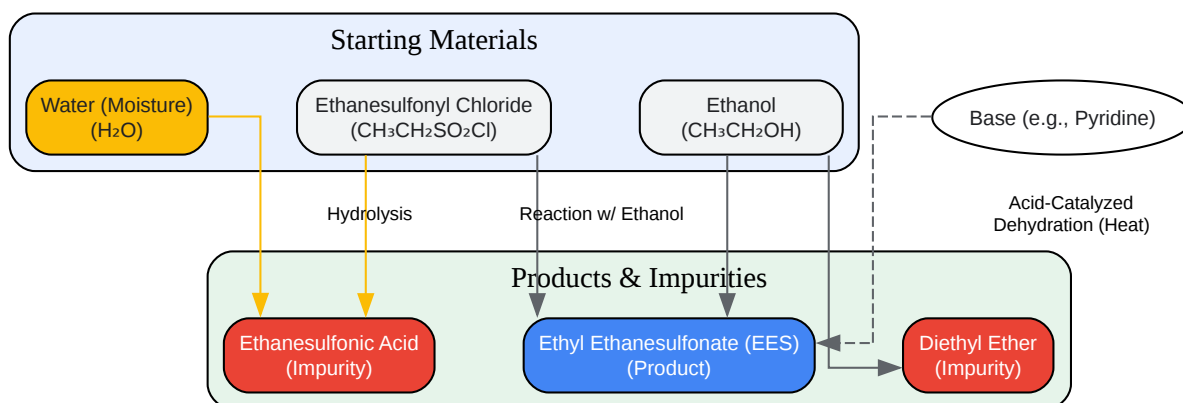 Starting Materials
Water (Moisture)
(H₂O)
Ethanesulfonyl Chloride
(CH₃CH₂SO₂Cl)
Ethanol
(CH₃CH₂OH)
Base (e.g., Pyridine)
Hydrolysis
Reaction w/ Ethanol
Acid-Catalyzed
Dehydration (Heat)
Products & Impurities
Ethanesulfonic Acid
(Impurity)
Ethyl Ethanesulfonate (EES)
(Product)
Diethyl Ether
(Impurity)